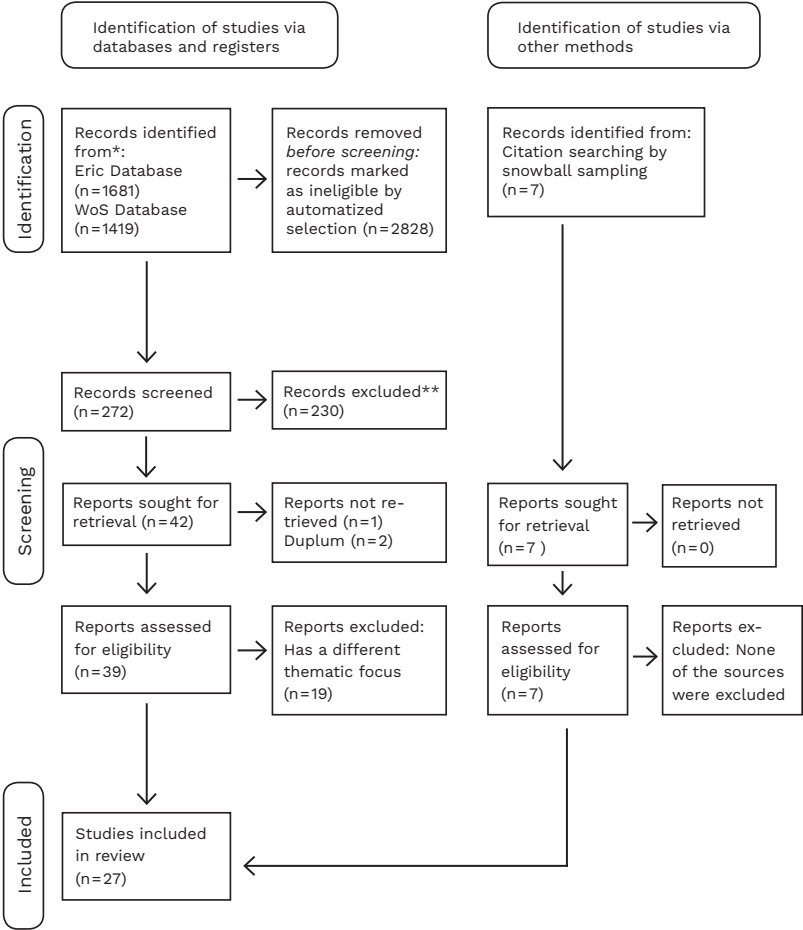 Identification of studies via
databases and registers
Identification of studies via
other methods
Identification
Records identified
from*:
Eric Database
(n=1681)
WoS Database
(n=1419)
Records removed
before screening:
records marked
as ineligible by
automatized
selection (n=2828)
Records identified from:
Citation searching by
snowball sampling
(n=7)
Records screened
(n=272)
Records excluded**
(n=230)
Screening
Reports sought for
retrieval (n=42)
Reports not re-
trieved (n=1)
Duplum (n=2)
Reports sought
for retrieval
(n=7 )
Reports not
retrieved
(n=0)
Reports assessed
for eligibility
(n=39)
Reports excluded:
Has a different
thematic focus
(n=19)
Reports
assessed for
eligibility
(n=7)
Reports ex-
cluded: None
of the sources
were excluded
Included
Studies included
in review
(n=27)